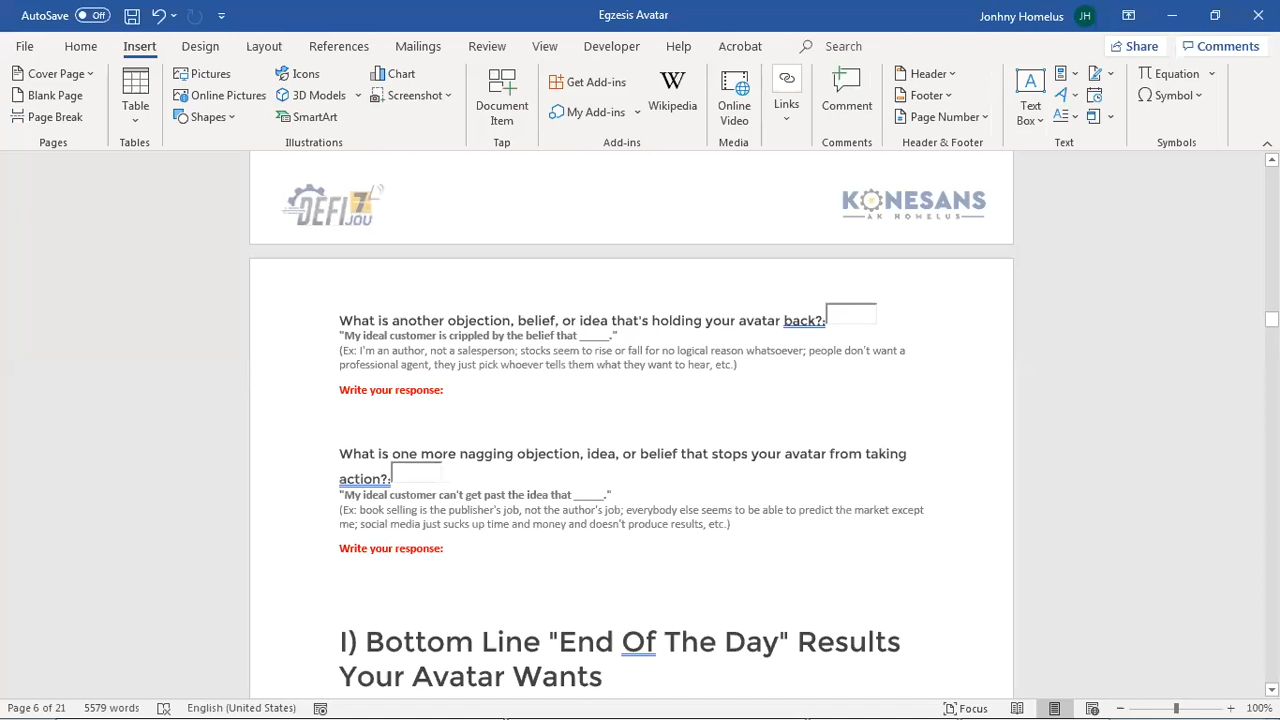 AutoSave Off Egzesis Avatar Jonhny Homelus JH
File Home Insert Design Layout References Mailings Review View Developer Help Acrobat Search Share Comments
Cover Page Pictures Icons Chart Get Add-ins Header Equation
Blank Page Online Pictures 3D Models Screenshot My Add-ins Footer Symbol
Page Break Shapes SmartArt Page Number
Table Document Item Wikipedia Online Video Links Comment Text Box
Pages Tables Illustrations Tap Add-ins Media Comments Header & Footer Text Symbols
DEFI 7 JOU KONESANS
AK HOMELUS
What is another objection, belief, or idea that's holding your avatar back?:
"My ideal customer is crippled by the belief that _____."
(Ex: I'm an author, not a salesperson; stocks seem to rise or fall for no logical reason whatsoever; people don't want a
professional agent, they just pick whoever tells them what they want to hear, etc.)
Write your response:
What is one more nagging objection, idea, or belief that stops your avatar from taking
action?:
"My ideal customer can't get past the idea that _____."
(Ex: book selling is the publisher's job, not the author's job; everybody else seems to be able to predict the market except
me; social media just sucks up time and money and doesn't produce results, etc.)
Write your response:
I) Bottom Line "End Of The Day" Results
Your Avatar Wants
Page 6 of 21 5579 words English (United States) Focus 100%